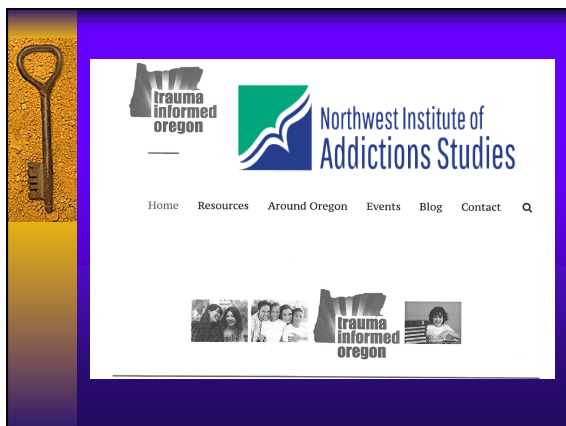 trauma
informed
oregon
Northwest Institute of
Addictions Studies
Home Resources Around Oregon Events Blog Contact
trauma
informed
oregon